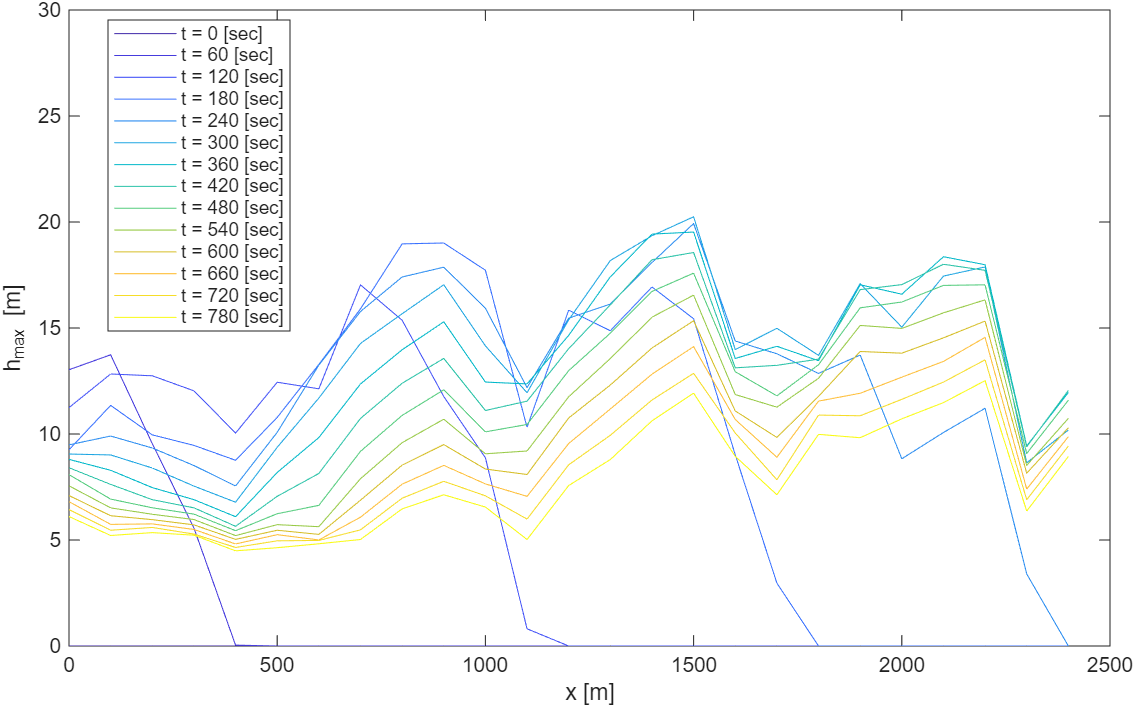 30
25
20
15
10
5
0
h_max [m]
t = 0 [sec]
t = 60 [sec]
t = 120 [sec]
t = 180 [sec]
t = 240 [sec]
t = 300 [sec]
t = 360 [sec]
t = 420 [sec]
t = 480 [sec]
t = 540 [sec]
t = 600 [sec]
t = 660 [sec]
t = 720 [sec]
t = 780 [sec]
0 500 1000 1500 2000 2500
x [m]